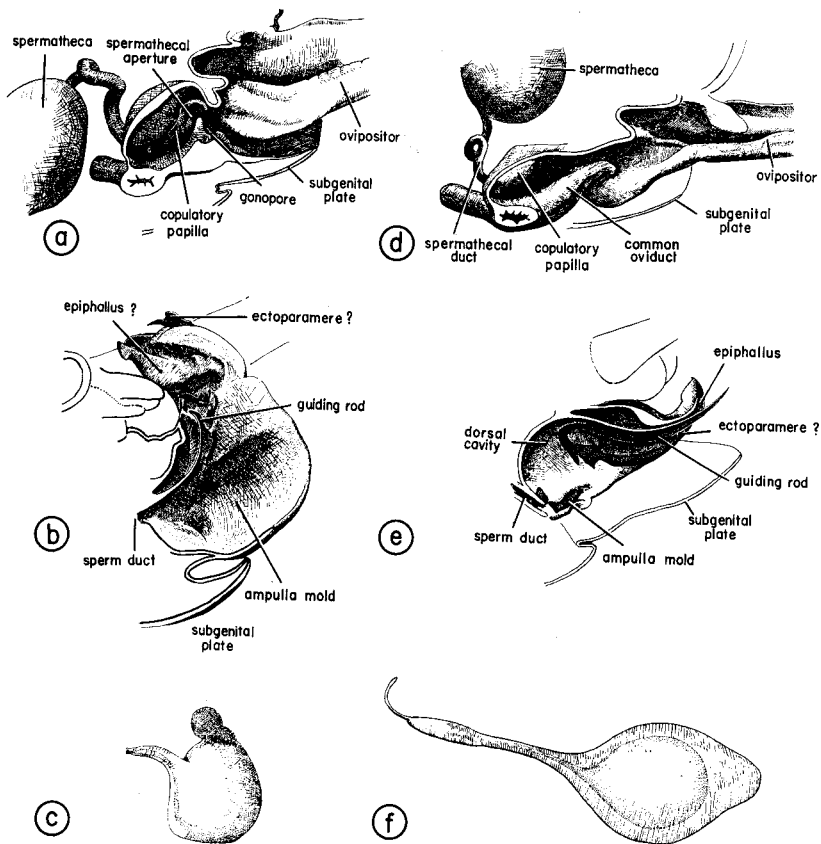 spermatheca
spermathecal
aperture
ovipositor
subgenital
plate
gonopore
copulatory
papilla
a
spermatheca
ovipositor
subgenital
plate
spermathecal
duct
copulatory
papilla
common
oviduct
d
epiphallus ?
ectoparamere ?
guiding rod
b
sperm duct
ampulla mold
subgenital
plate
epiphallus
dorsal
cavity
ectoparamere ?
guiding rod
subgenital
plate
e
sperm duct
ampulla mold
c
f